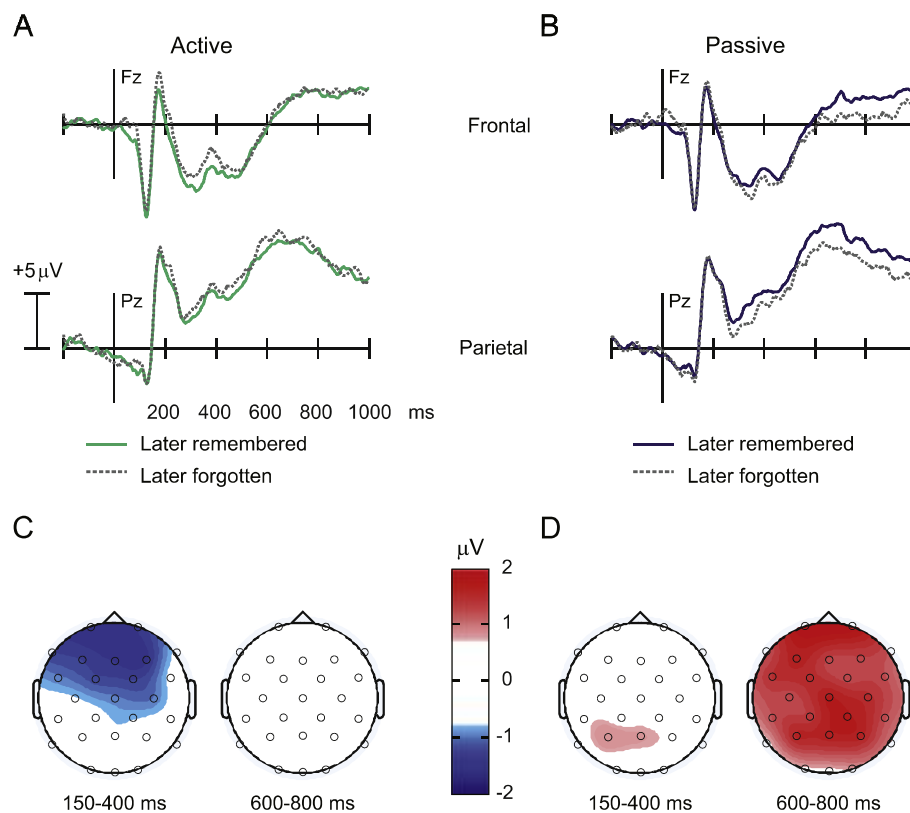 A
Active
B
Passive
Fz
Frontal
Fz
+5 μV
Pz
Parietal
Pz
200 400 600 800 1000 ms
Later remembered
Later forgotten
Later remembered
Later forgotten
C
μV
D
2
1
0
-1
-2
150-400 ms
600-800 ms
150-400 ms
600-800 ms